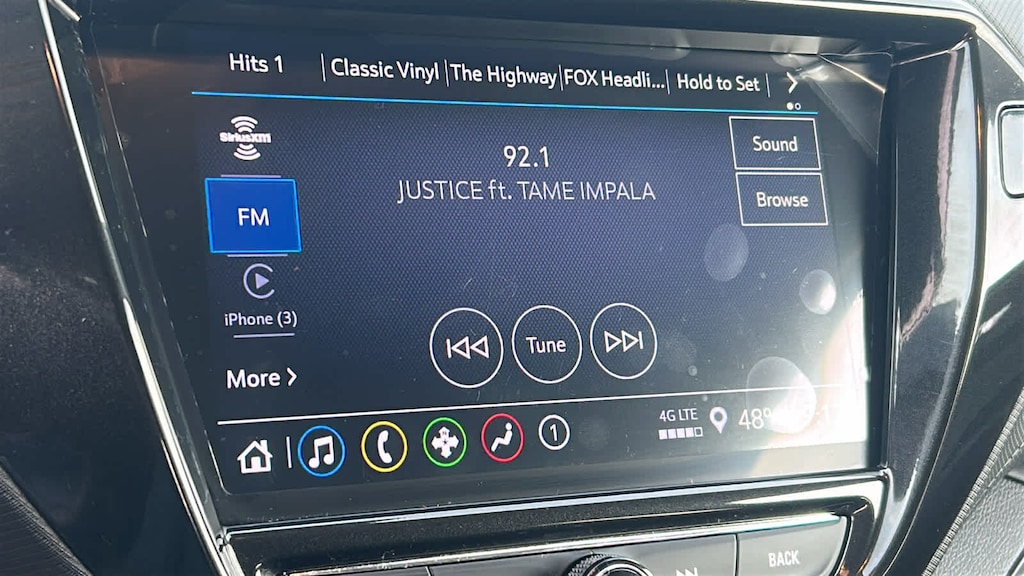 Hits 1 Classic Vinyl The Highway FOX Headli... Hold to Set
SiriusXM
92.1
Sound
JUSTICE ft. TAME IMPALA
Browse
FM
iPhone (3)
Tune
More
1
4G LTE
48°
BACK